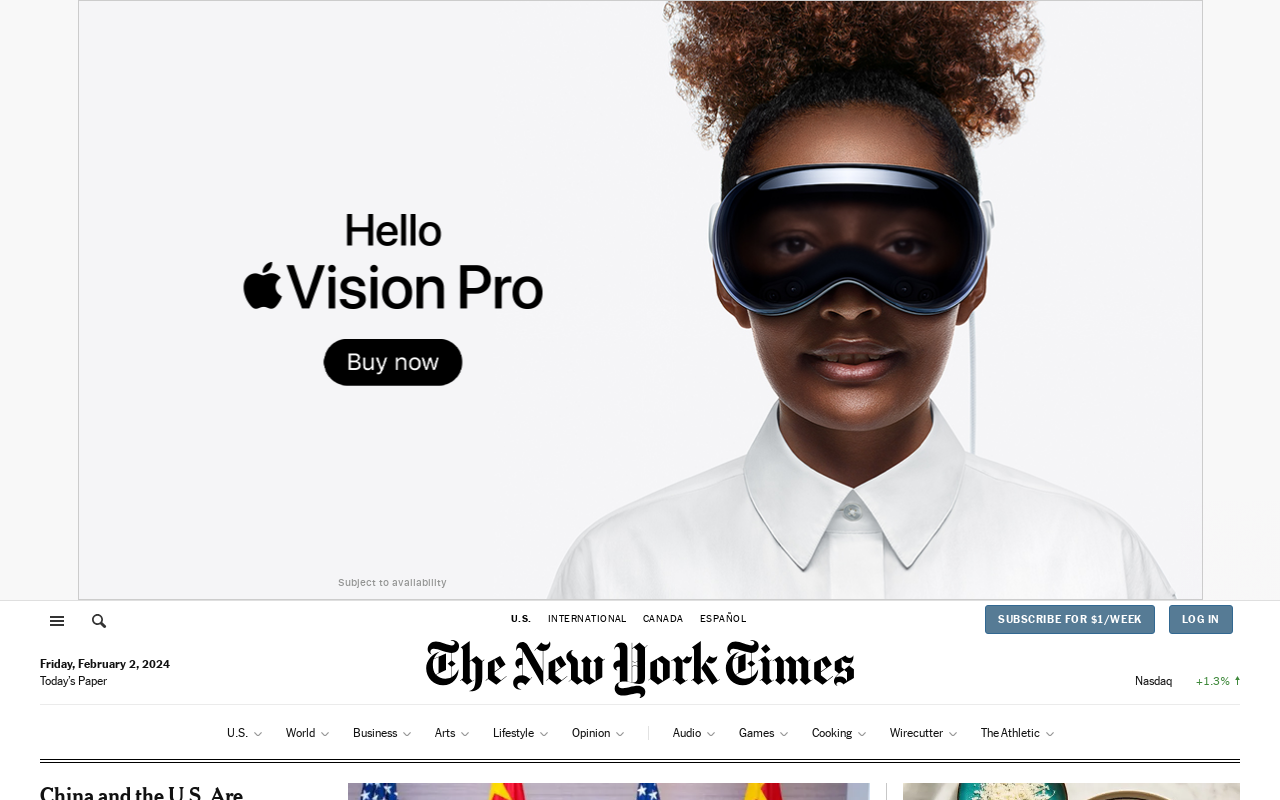 Hello
Vision Pro
Buy now
Subject to availability
U.S. INTERNATIONAL CANADA ESPAÑOL
SUBSCRIBE FOR $1/WEEK LOG IN
The New York Times
Friday, February 2, 2024
Today's Paper
Nasdaq +1.3%
U.S. World Business Arts Lifestyle Opinion Audio Games Cooking Wirecutter The Athletic
China and the U.S. Are